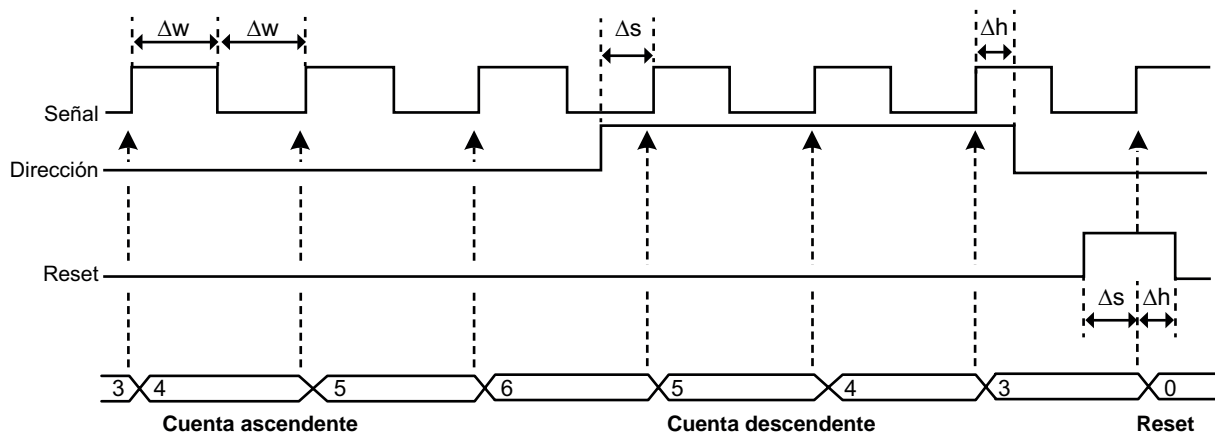 Δw Δw Δs Δh
Señal
Dirección
Reset
Δs Δh
3 4 5 6 5 4 3 0
Cuenta ascendente Cuenta descendente Reset